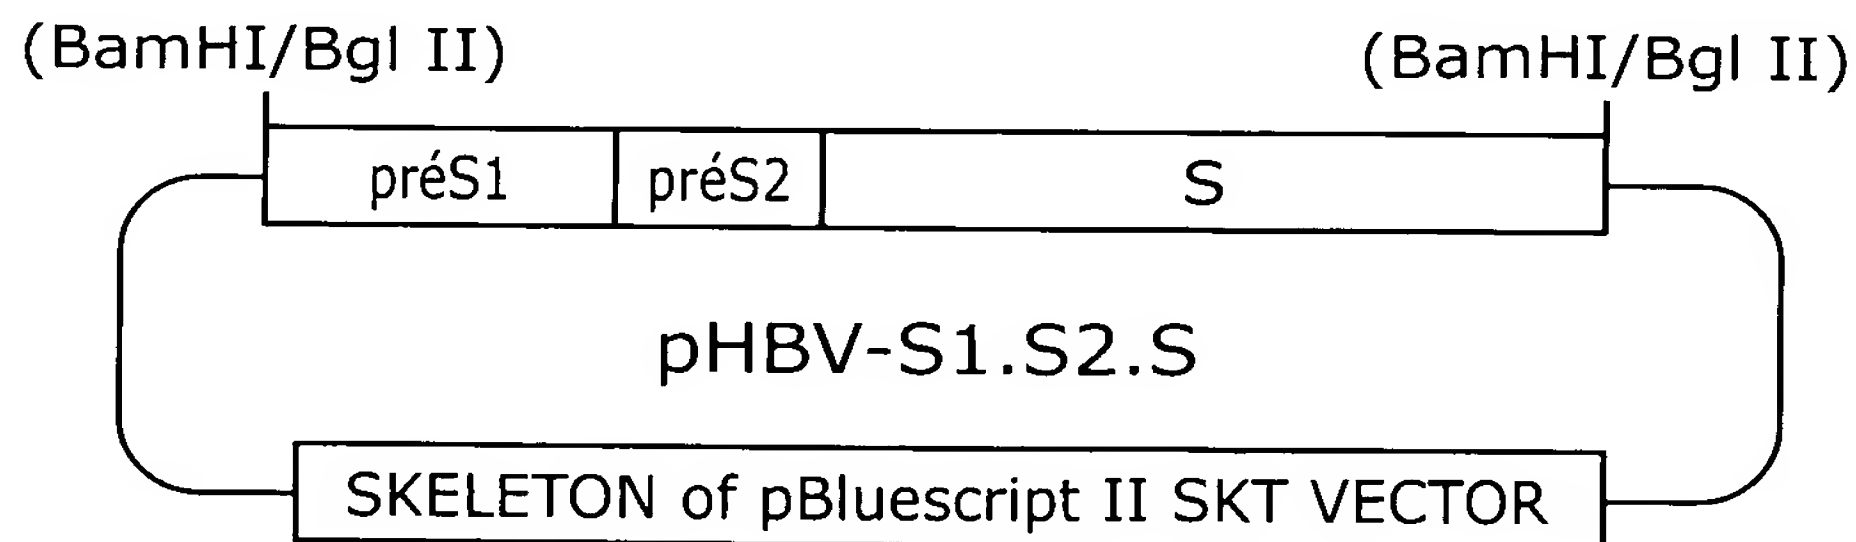 (BamHI/Bgl II) (BamHI/Bgl II)
préS1 préS2 S
pHBV-S1.S2.S
SKELETON of pBluescript II SKT VECTOR